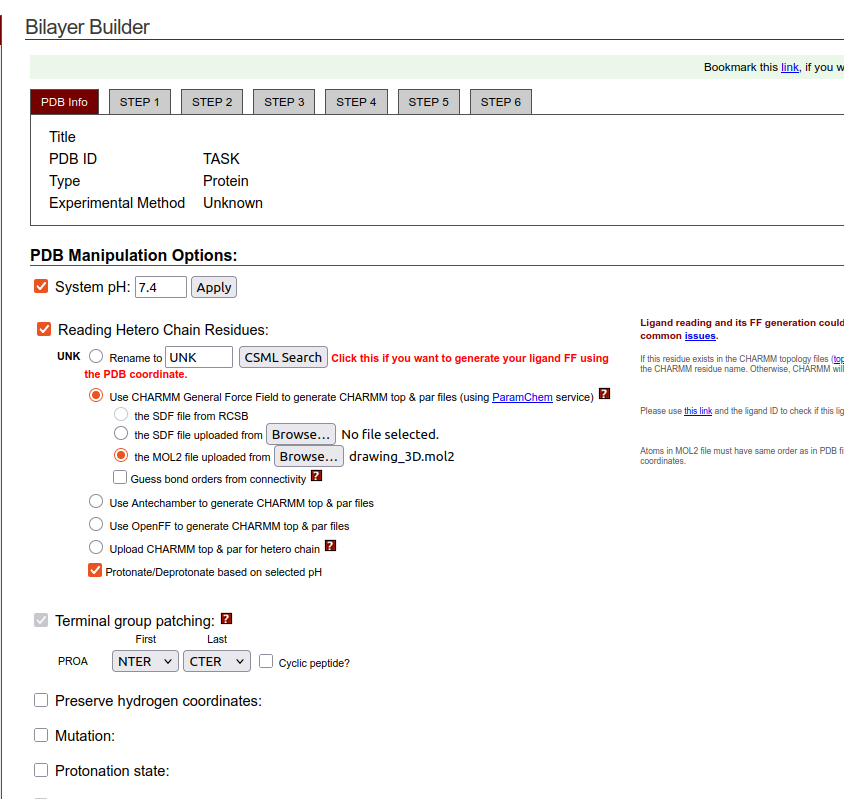 Bilayer Builder
Bookmark this link, if you w
PDB Info STEP 1 STEP 2 STEP 3 STEP 4 STEP 5 STEP 6
Title
PDB ID TASK
Type Protein
Experimental Method Unknown
PDB Manipulation Options:
System pH: 7.4 Apply
Reading Hetero Chain Residues:
UNK Rename to UNK CSML Search Click this if you want to generate your ligand FF using
the PDB coordinate.
Use CHARMM General Force Field to generate CHARMM top & par files (using ParamChem service) ?
the SDF file from RCSB
the SDF file uploaded from Browse... No file selected.
the MOL2 file uploaded from Browse... drawing_3D.mol2
Guess bond orders from connectivity ?
Use Antechamber to generate CHARMM top & par files
Use OpenFF to generate CHARMM top & par files
Upload CHARMM top & par for hetero chain ?
Protonate/Deprotonate based on selected pH
Ligand reading and its FF generation could
common issues.
If this residue exists in the CHARMM topology files (top
the CHARMM residue name. Otherwise, CHARMM will
Please use this link and the ligand ID to check if this lig
Atoms in MOL2 file must have same order as in PDB fi
coordinates.
Terminal group patching: ?
First Last
PROA NTER CTER Cyclic peptide?
Preserve hydrogen coordinates:
Mutation:
Protonation state: